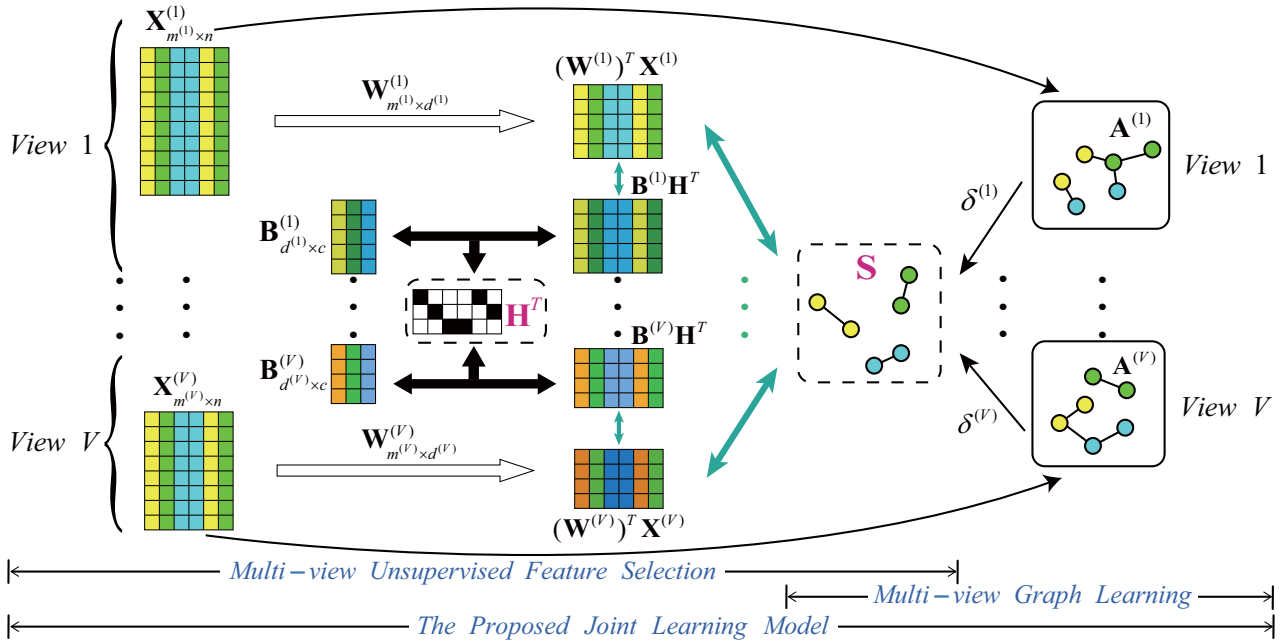 X^{(1)}_{m^{(1)}×n}
View 1
W^{(1)}_{m^{(1)}×d^{(1)}}
(W^{(1)})^T X^{(1)}
A^{(1)}
View 1
δ^{(1)}
B^{(1)}H^T
B^{(1)}_{d^{(1)}×c}
S
H^T
B^{(V)}H^T
B^{(V)}_{d^{(V)}×c}
A^{(V)}
X^{(V)}_{m^{(V)}×n}
δ^{(V)}
View V
View V
W^{(V)}_{m^{(V)}×d^{(V)}}
(W^{(V)})^T X^{(V)}
Multi−view Unsupervised Feature Selection
Multi−view Graph Learning
The Proposed Joint Learning Model